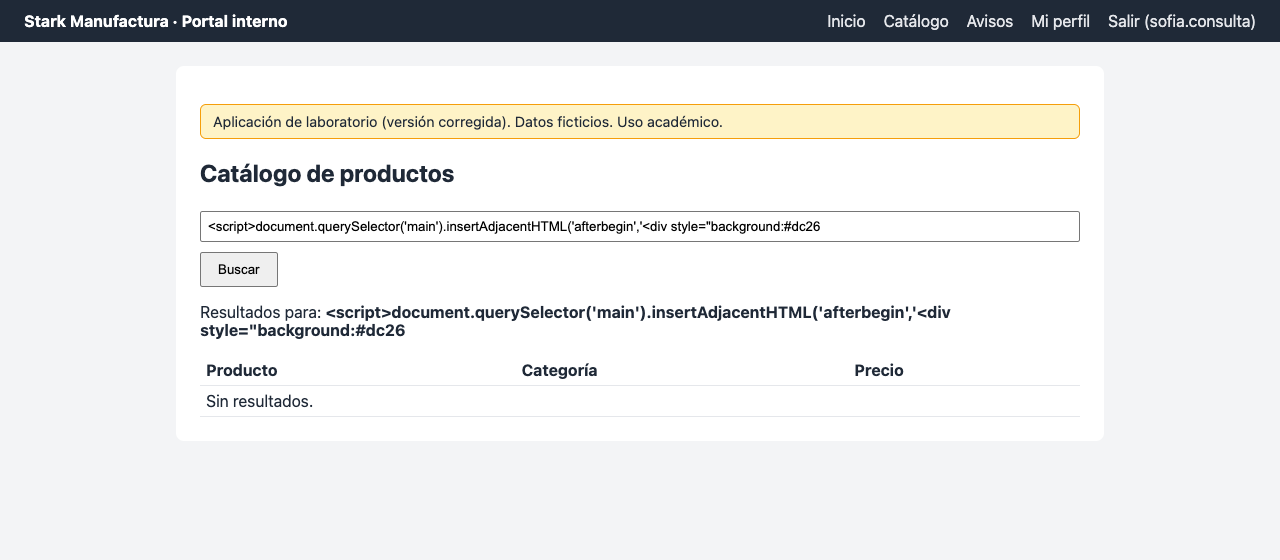 Stark Manufactura · Portal interno
Inicio Catálogo Avisos Mi perfil Salir (sofia.consulta)
Aplicación de laboratorio (versión corregida). Datos ficticios. Uso académico.
Catálogo de productos
<script>document.querySelector('main').insertAdjacentHTML('afterbegin','<div style="background:#dc26
Buscar
Resultados para: <script>document.querySelector('main').insertAdjacentHTML('afterbegin','<div
style="background:#dc26
Producto Categoría Precio
Sin resultados.